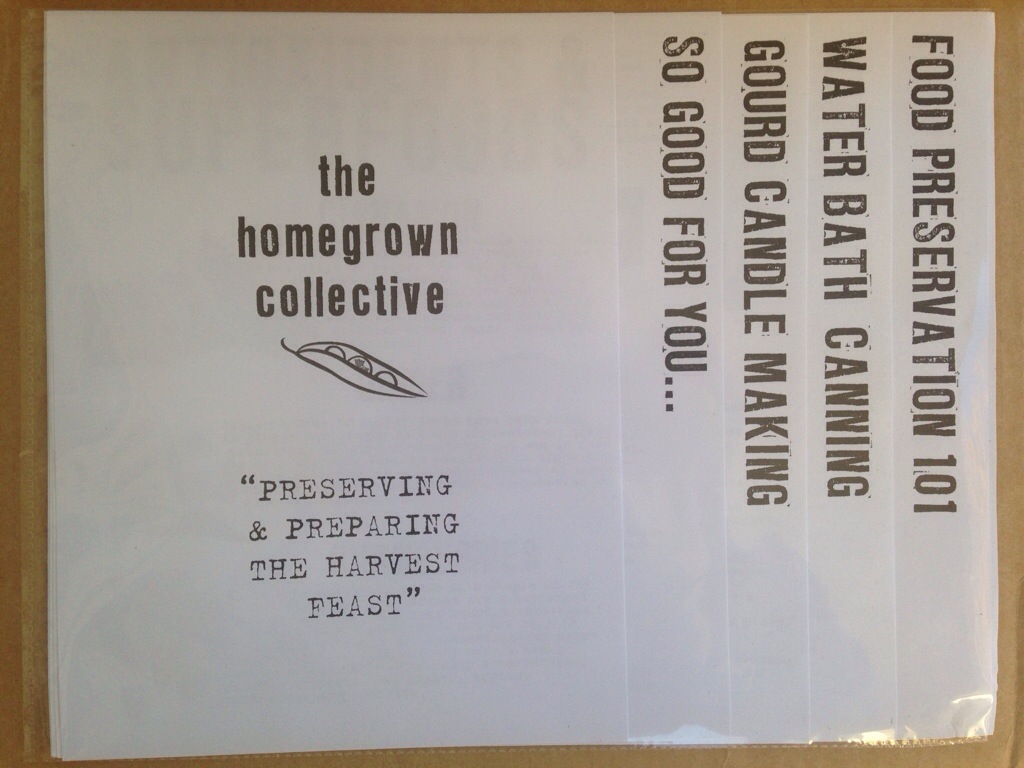 the
homegrown
collective
“PRESERVING
& PREPARING
THE HARVEST
FEAST”
SO GOOD FOR YOU...
GOURD CANDLE MAKING
WATER BATH CANNING
FOOD PRESERVATION 101